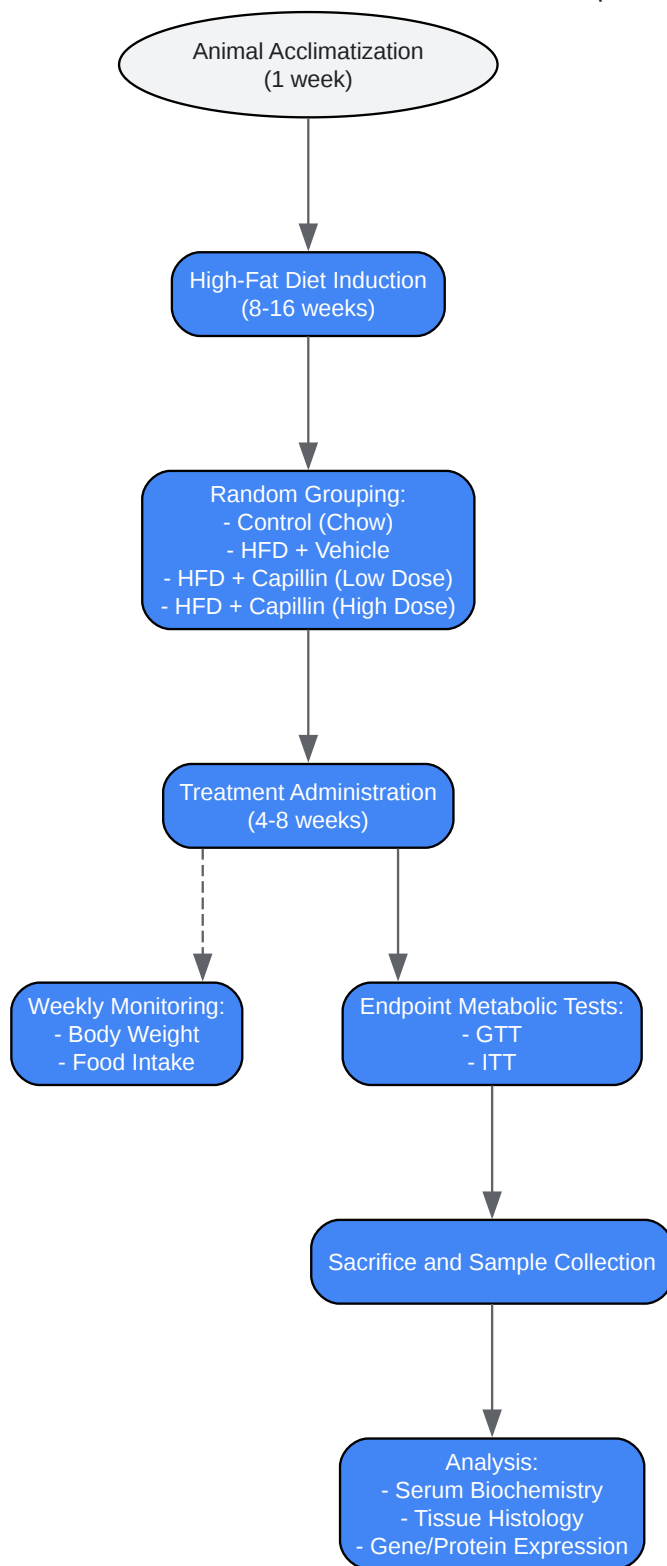 Animal Acclimatization
(1 week)
High-Fat Diet Induction
(8-16 weeks)
Random Grouping:
- Control (Chow)
- HFD + Vehicle
- HFD + Capillin (Low Dose)
- HFD + Capillin (High Dose)
Treatment Administration
(4-8 weeks)
Weekly Monitoring:
- Body Weight
- Food Intake
Endpoint Metabolic Tests:
- GTT
- ITT
Sacrifice and Sample Collection
Analysis:
- Serum Biochemistry
- Tissue Histology
- Gene/Protein Expression